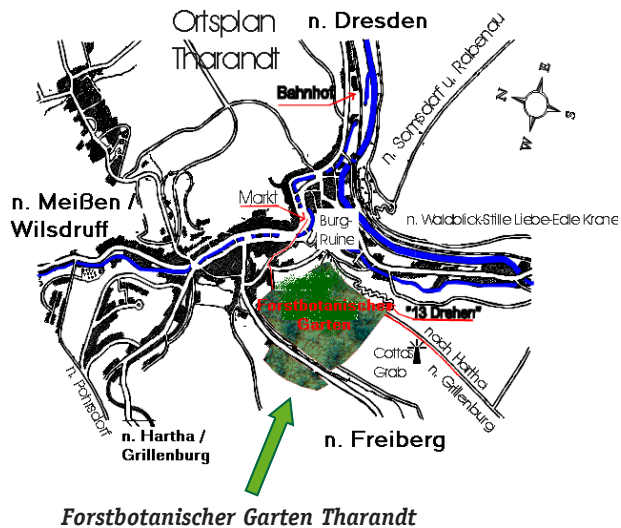 Ortsplan
Tharandt
n. Dresden
Bahnhof
n. Somsdorf u. Rabenau
N
E
S
W
n. Meißen /
Wilsdruff
Markt
Burg-
Ruine
n. Waldblick-Stille Liebe-Edle Krone
Forstbotanischer
Garten
"13 Drehen"
Cottas
Grab
nach Hartha
n. Grillenburg
n. Pohrsdorf
n. Hartha /
Grillenburg
n. Freiberg
Forstbotanischer Garten Tharandt